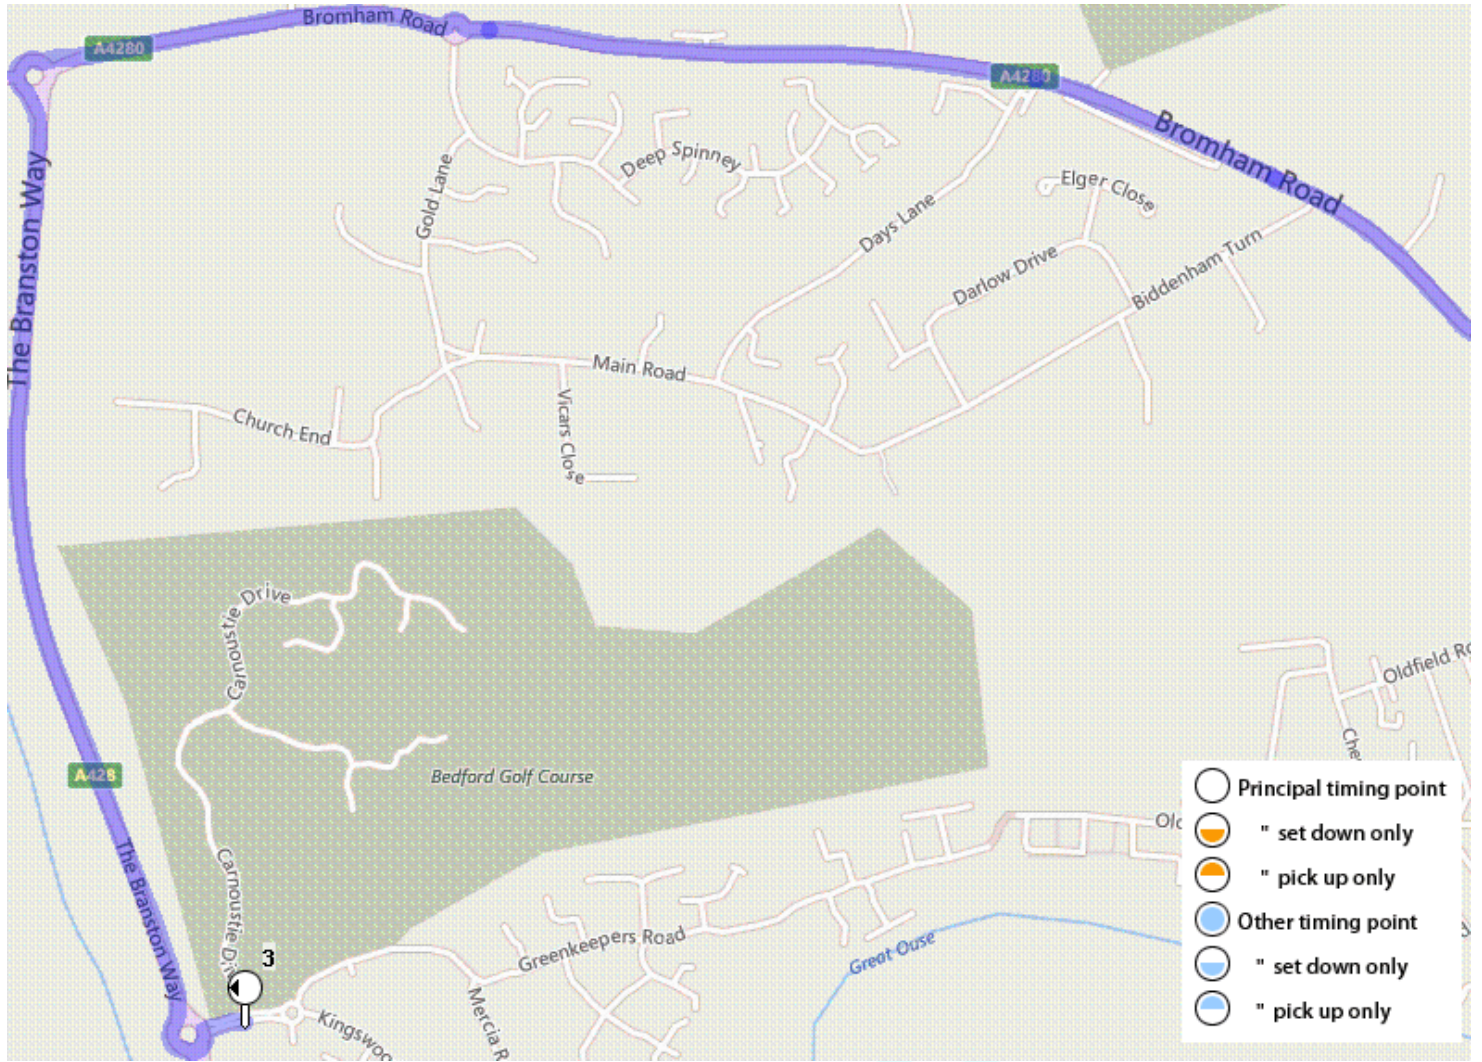 Bromham Road
A4280
A4280
Bromham Road
The Branston Way
Gold Lane
Deep Spinney
Elger Close
Days Lane
Darlow Drive
Biddenham Turn
Main Road
Vicars Close
Church End
Carnoustie Drive
Oldfield
A428
Bedford Golf Course
The Branston Way
Carnoustie
Greenkeepers Road
Great Ouse
3
Mercia
Principal timing point
" set down only
" pick up only
Other timing point
" set down only
" pick up only